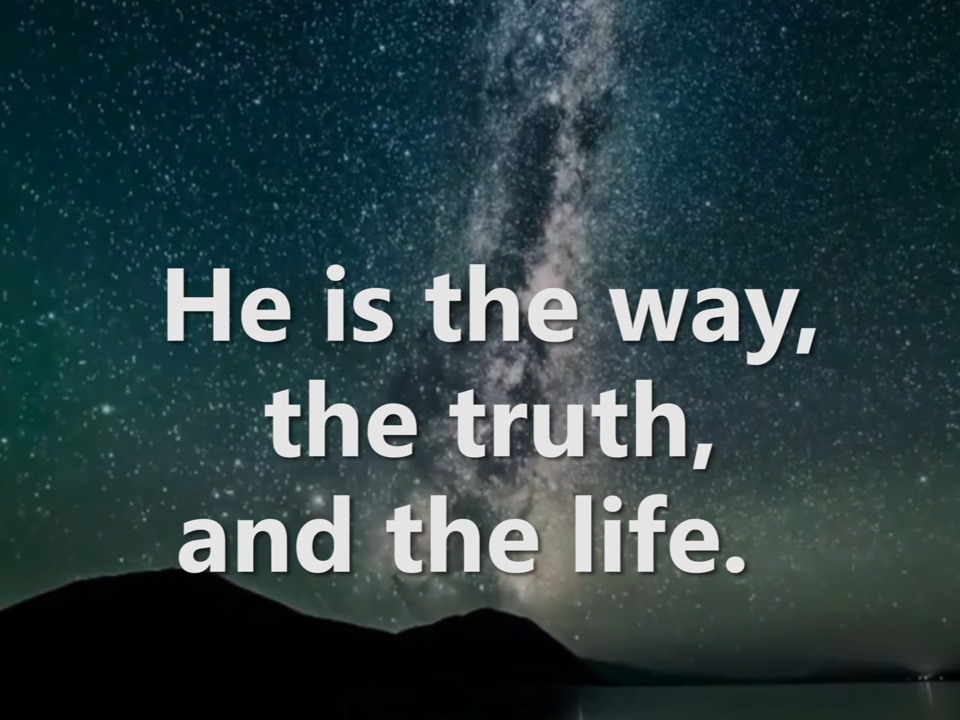 He is the way,
the truth,
and the life.